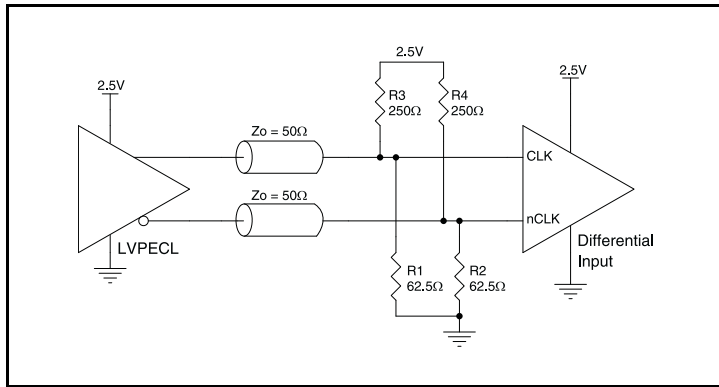 2.5V
2.5V
2.5V
R3
250Ω
R4
250Ω
Zo = 50Ω
CLK
Zo = 50Ω
nCLK
LVPECL
Differential
Input
R1
62.5Ω
R2
62.5Ω